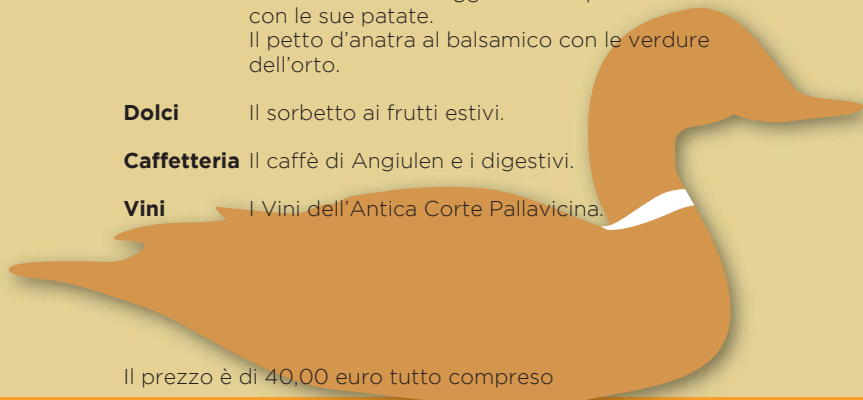 con le sue patate.
Il petto d’anatra al balsamico con le verdure
dell’orto.
Dolci Il sorbetto ai frutti estivi.
Caffetteria Il caffè di Angiulen e i digestivi.
Vini I Vini dell’Antica Corte Pallavicina.
Il prezzo è di 40,00 euro tutto compreso